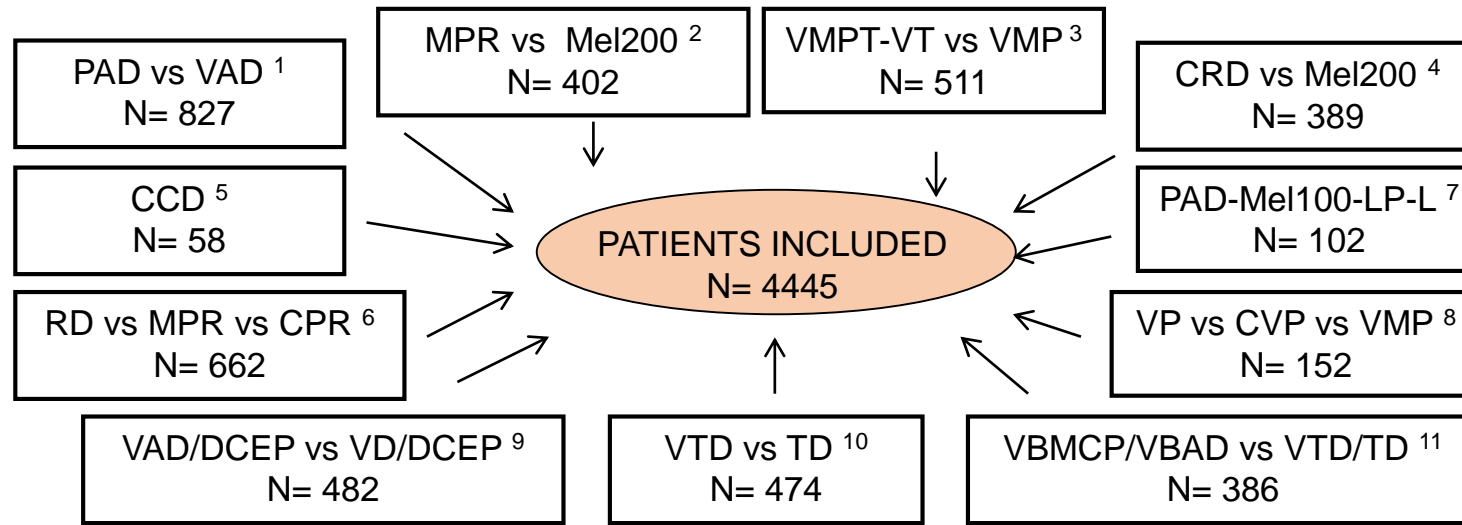 PAD vs VAD 1
N= 827
MPR vs Mel200 2
N= 402
VMPT-VT vs VMP 3
N= 511
CRD vs Mel200 4
N= 389
CCD 5
N= 58
PATIENTS INCLUDED
N= 4445
PAD-Mel100-LP-L 7
N= 102
RD vs MPR vs CPR 6
N= 662
VP vs CVP vs VMP 8
N= 152
VAD/DCEP vs VD/DCEP 9
N= 482
VTD vs TD 10
N= 474
VBMCP/VBAD vs VTD/TD 11
N= 386